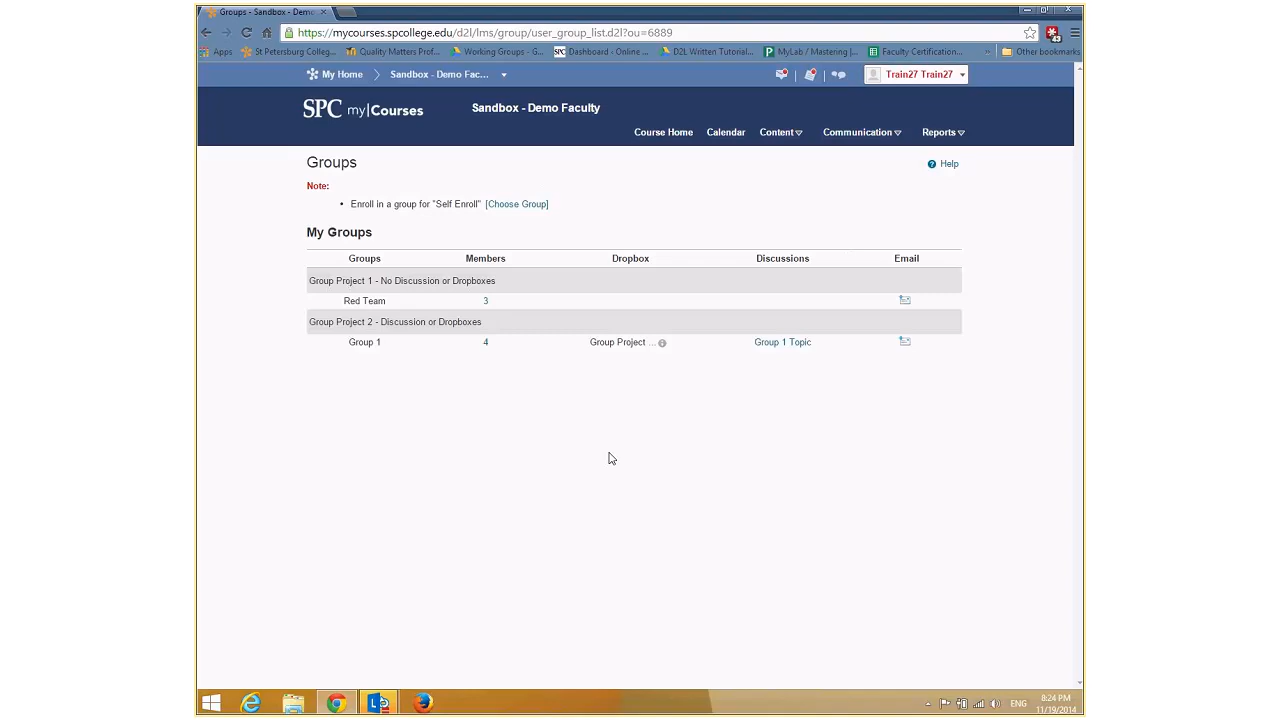 Groups - Sandbox - Demo
https://mycourses.spcollege.edu/d2l/lms/group/user_group_list.d2l?ou=6889
43
Apps St Petersburg Colleg... Quality Matters Prof... Working Groups - G... SPC Dashboard - Online ... D2L Written Tutorial... MyLab / Mastering |... Faculty Certification... » Other bookmarks
My Home Sandbox - Demo Fac... Train27 Train27
SPC my|Courses Sandbox - Demo Faculty
Course Home Calendar Content Communication Reports
Groups Help
Note:
• Enroll in a group for "Self Enroll" [Choose Group]
My Groups
Groups Members Dropbox Discussions Email
Group Project 1 - No Discussion or Dropboxes
Red Team 3
Group Project 2 - Discussion or Dropboxes
Group 1 4 Group Project ... Group 1 Topic
ENG 8:24 PM
11/19/2014